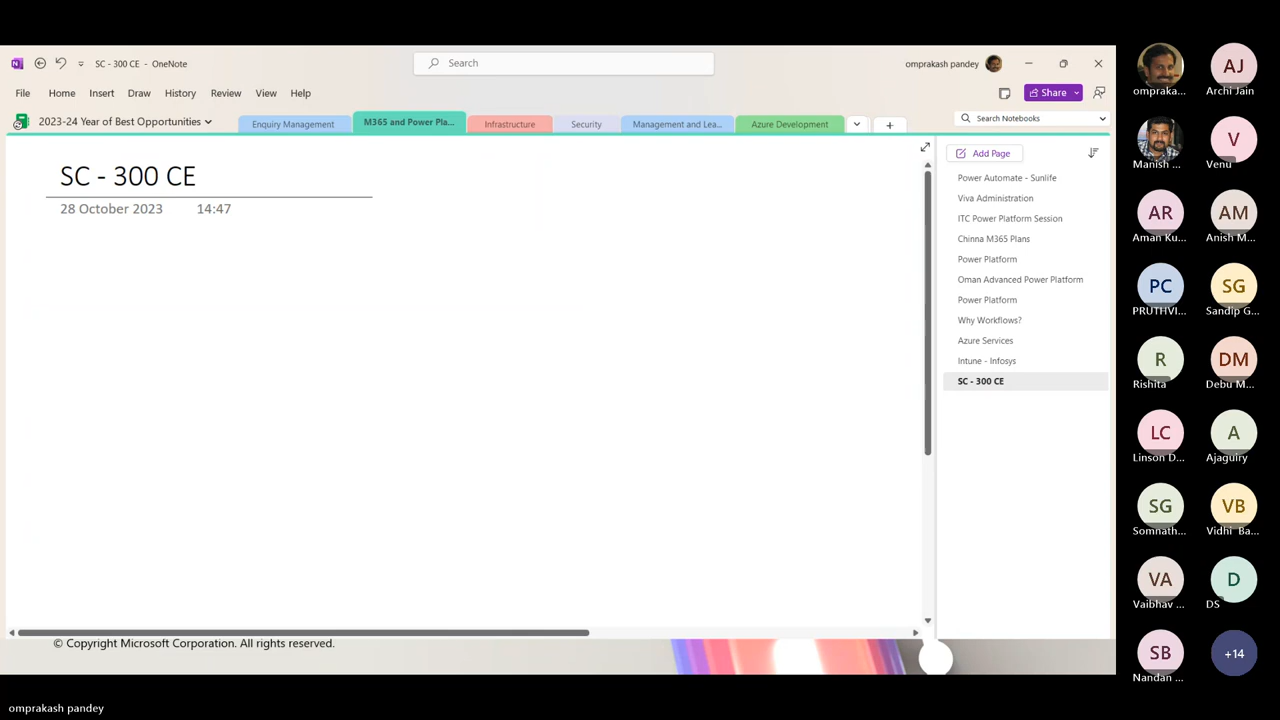 SC - 300 CE - OneNote
Search
omprakash pandey
File Home Insert Draw History Review View Help
Share
2023-24 Year of Best Opportunities
Enquiry Management
M365 and Power Pla...
Infrastructure
Security
Management and Lea...
Azure Development
Search Notebooks
SC - 300 CE
28 October 2023 14:47
Add Page
Power Automate - Sunlife
Viva Administration
ITC Power Platform Session
Chinna M365 Plans
Power Platform
Oman Advanced Power Platform
Power Platform
Why Workflows?
Azure Services
Intune - Infosys
SC - 300 CE
© Copyright Microsoft Corporation. All rights reserved.
omprakash pandey
AJ
ompraka... Archi Jain
V
Manish ... Venu
AR AM
Aman Ku... Anish M...
PC SG
PRUTHVI... Sandip G...
R DM
Rishita Debu M...
LC A
Linson D... Ajaguiry
SG VB
Somnath... Vidhi Ba...
VA D
Vaibhav ... DS
SB +14
Nandan ...